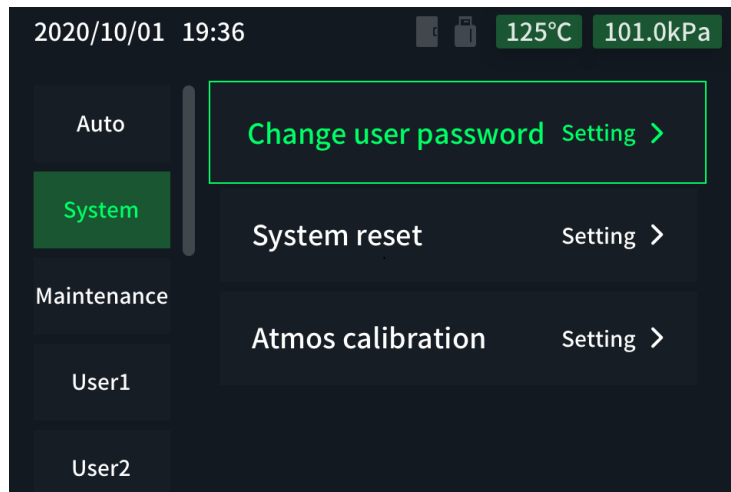 2020/10/01 19:36 125°C 101.0kPa
Auto
System
Maintenance
User1
User2
Change user password Setting >
System reset Setting >
Atmos calibration Setting >